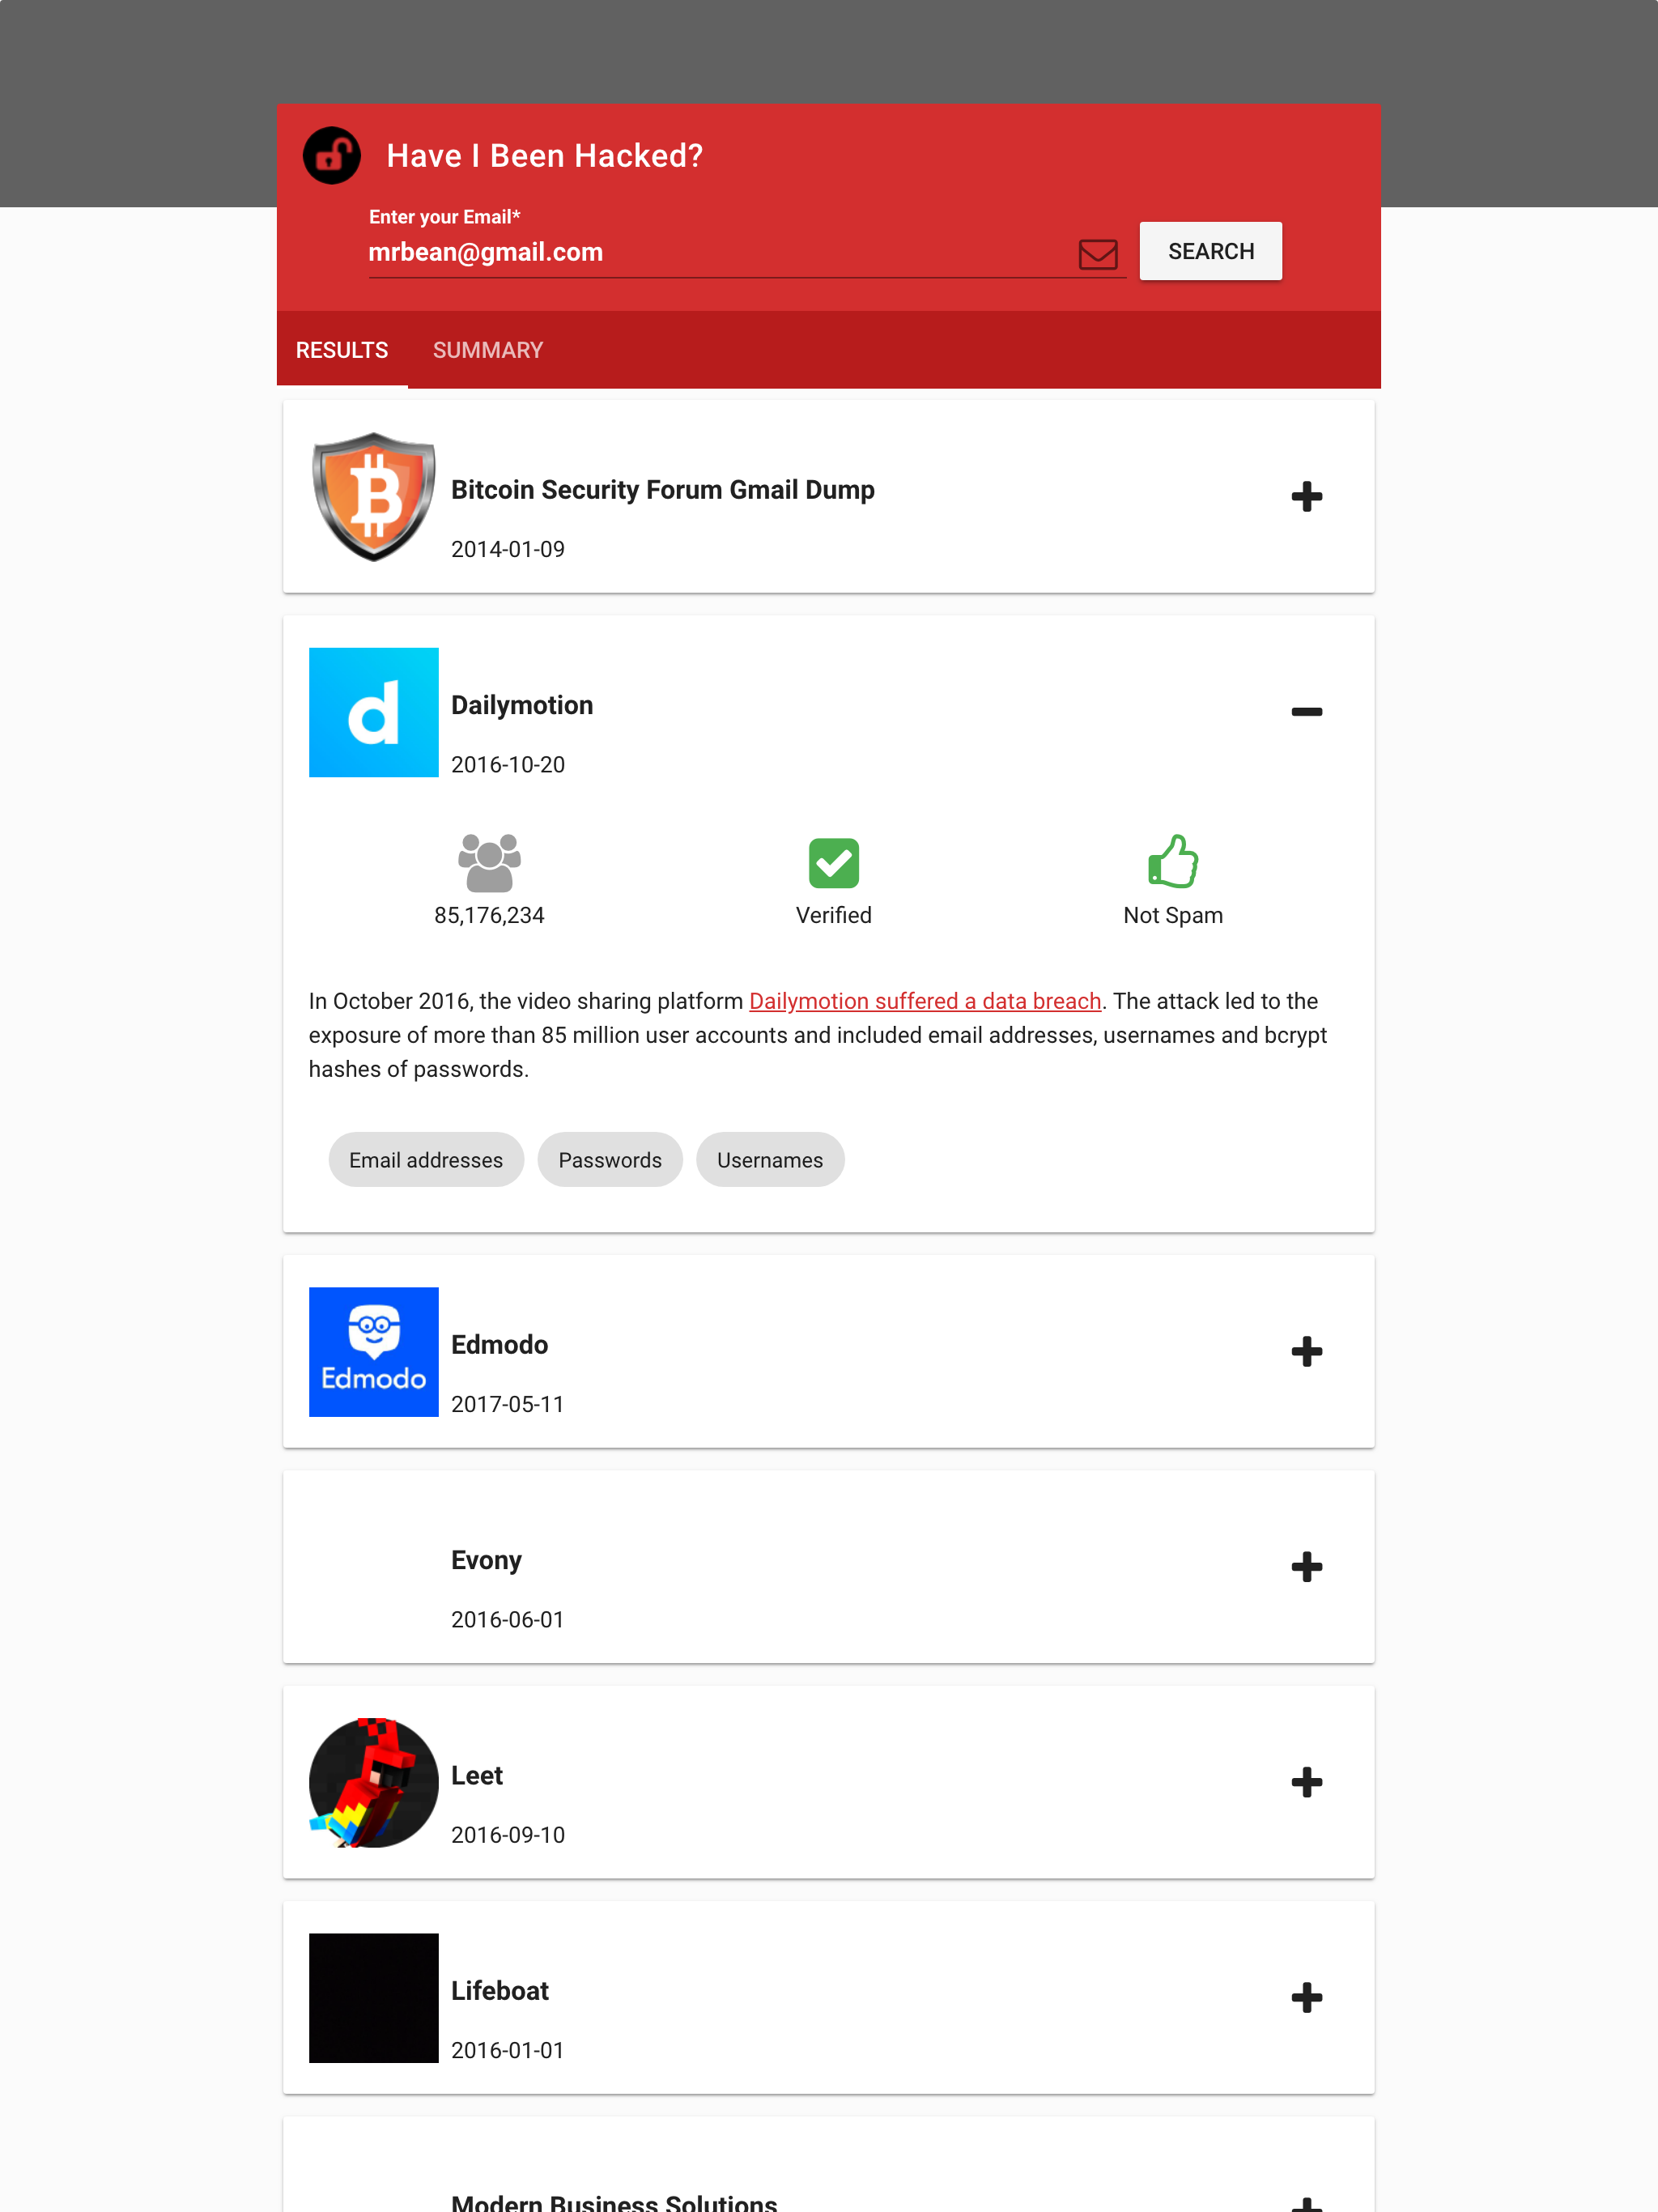 Have I Been Hacked?
Enter your Email*
mrbean@gmail.com
SEARCH
RESULTS SUMMARY
Bitcoin Security Forum Gmail Dump
2014-01-09
d
Dailymotion
2016-10-20
85,176,234 Verified Not Spam
In October 2016, the video sharing platform Dailymotion suffered a data breach. The attack led to the
exposure of more than 85 million user accounts and included email addresses, usernames and bcrypt
hashes of passwords.
Email addresses Passwords Usernames
Edmodo
Edmodo
2017-05-11
Evony
2016-06-01
Leet
2016-09-10
Lifeboat
2016-01-01
Modern Business Solutions